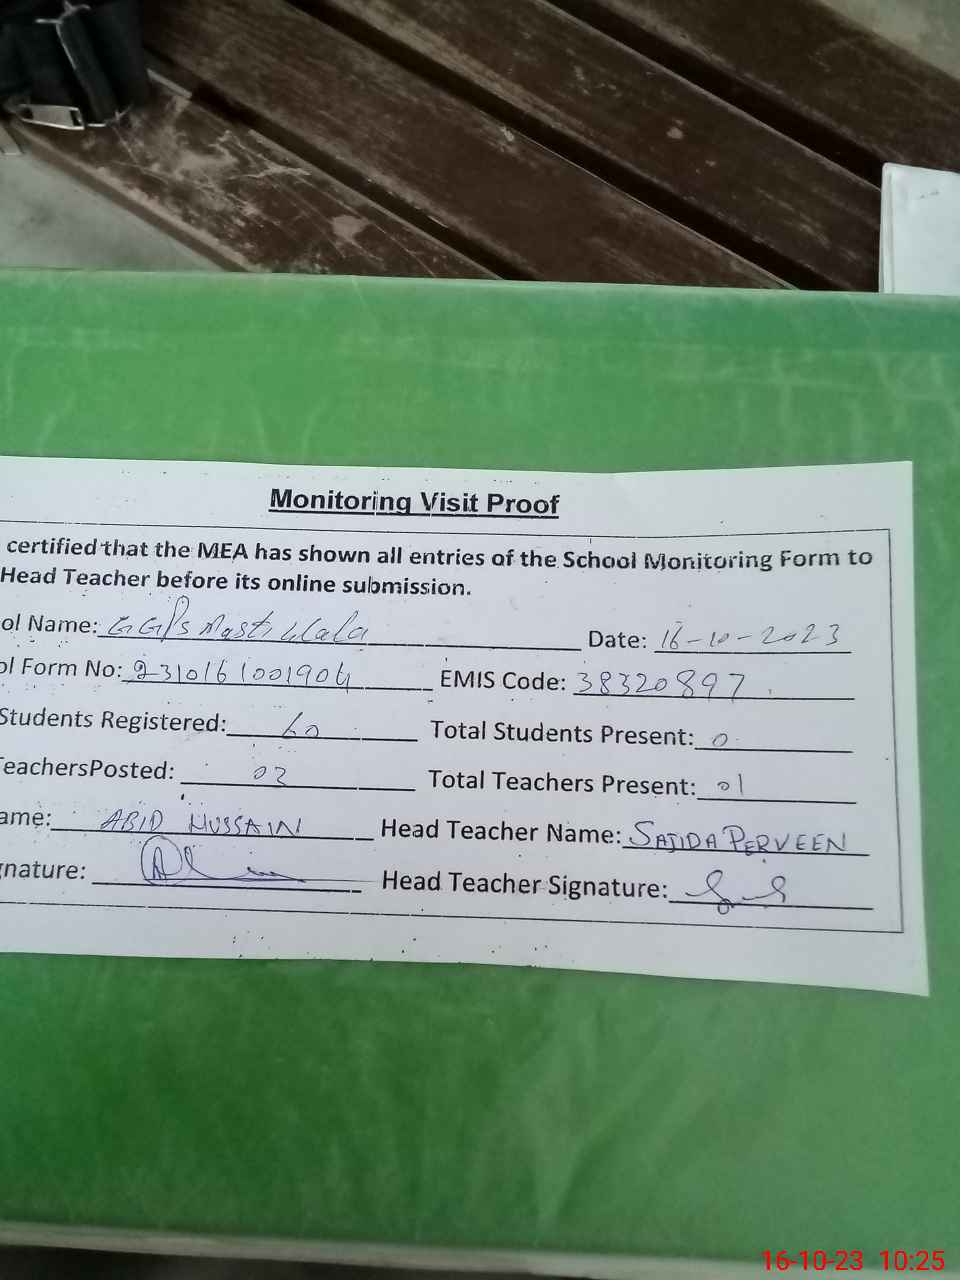 Monitoring Visit Proof
certified that the MEA has shown all entries of the School Monitoring Form to
Head Teacher before its online submission.
ol Name: GGPS Masti Wala Date: 16-10-2023
ol Form No: 2310161001904 EMIS Code: 38320897
Students Registered: 60 Total Students Present: 0
TeachersPosted: 02 Total Teachers Present: 01
ame: ABID HUSSAIN Head Teacher Name: SAJIDA PERVEEN
gnature: Head Teacher Signature:
16-10-23 10:25